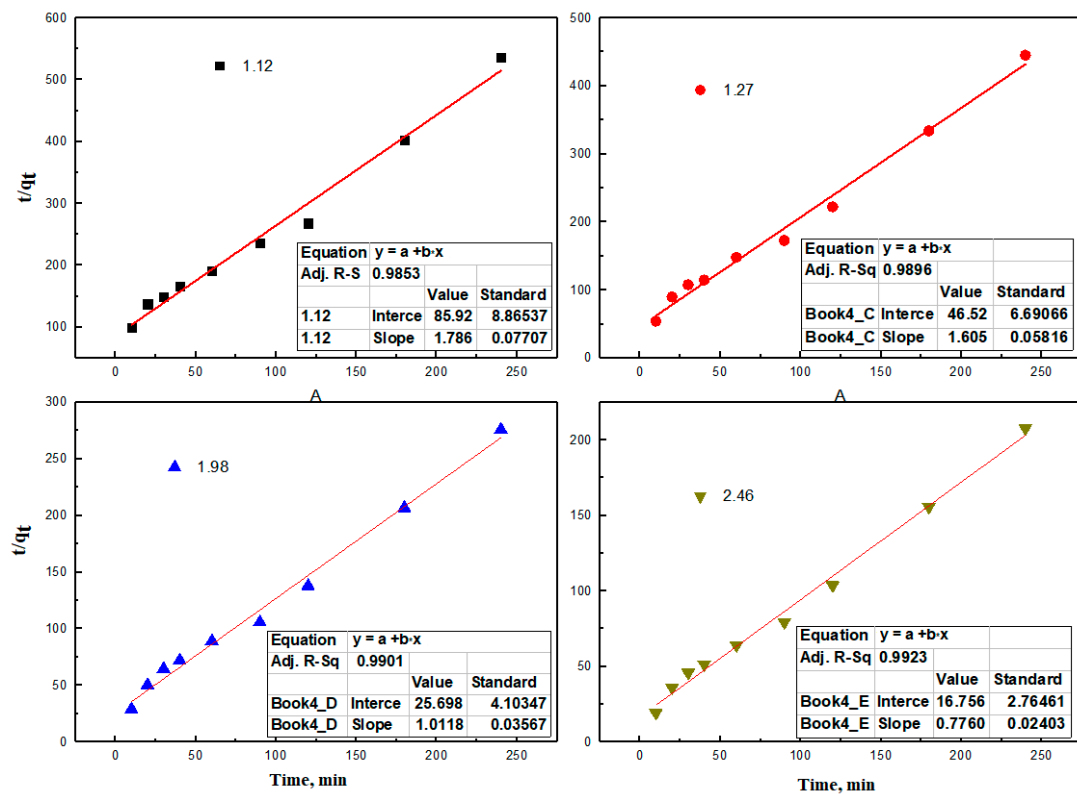 600
500
400
300
200
100
t/qt
1.12
Equation y = a +b·x
Adj. R-S 0.9853
Value Standard
1.12 Interce 85.92 8.86537
1.12 Slope 1.786 0.07707
0 50 100 150 200 250
A
500
400
300
200
100
0
1.27
Equation y = a +b·x
Adj. R-Sq 0.9896
Value Standard
Book4_C Interce 46.52 6.69066
Book4_C Slope 1.605 0.05816
0 50 100 150 200 250
A
300
250
200
150
100
50
0
t/qt
1.98
Equation y = a +b·x
Adj. R-Sq 0.9901
Value Standard
Book4_D Interce 25.698 4.10347
Book4_D Slope 1.0118 0.03567
0 50 100 150 200 250
Time, min
200
150
100
50
0
2.46
Equation y = a +b·x
Adj. R-Sq 0.9923
Value Standard
Book4_E Interce 16.756 2.76461
Book4_E Slope 0.7760 0.02403
0 50 100 150 200 250
Time, min